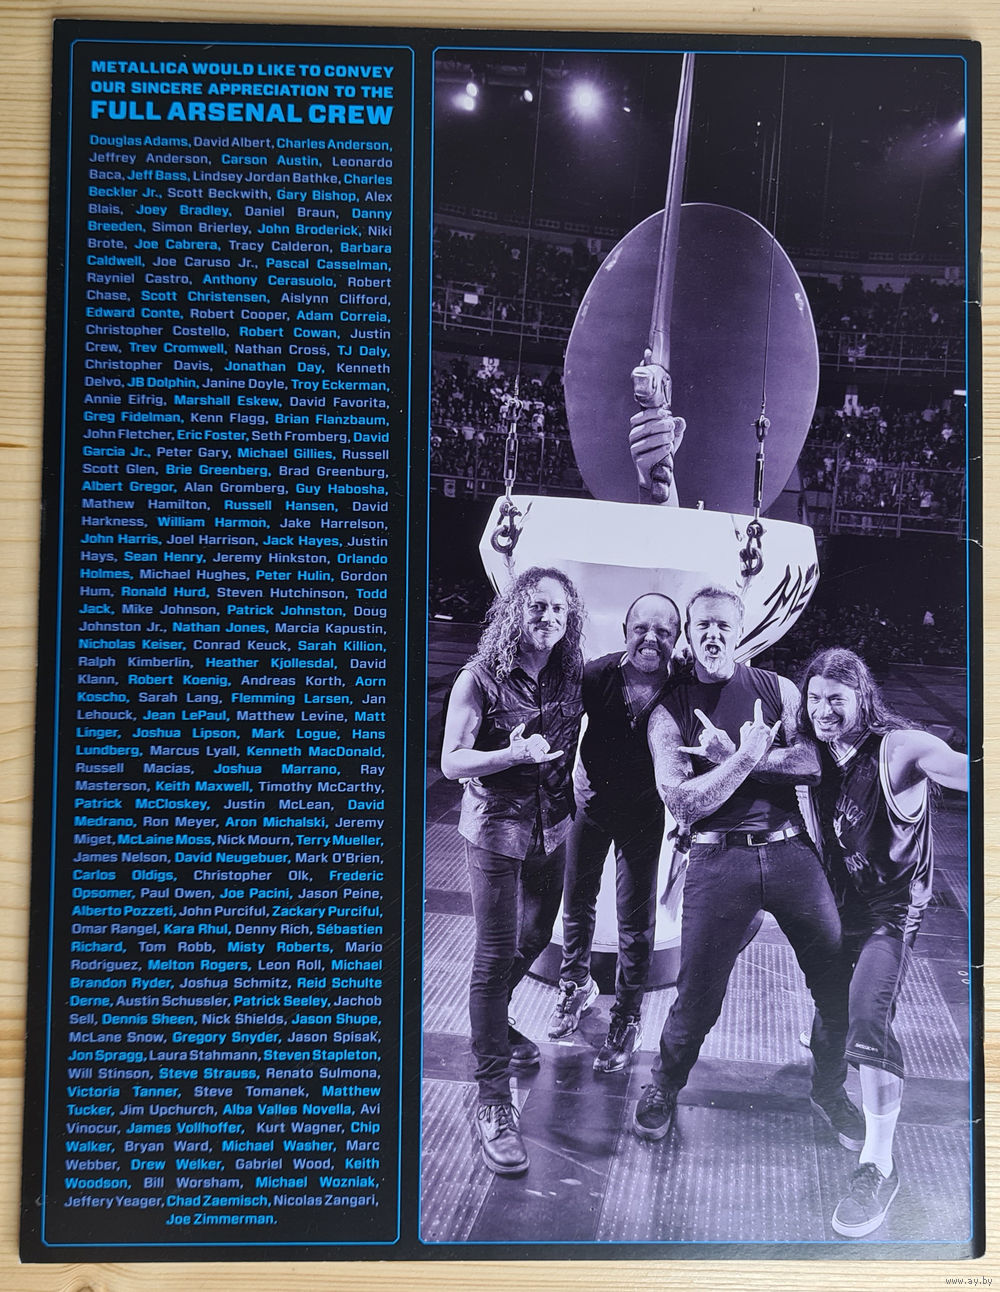 METALLICA WOULD LIKE TO CONVEY
OUR SINCERE APPRECIATION TO THE
FULL ARSENAL CREW
Douglas Adams, David Albert, Charles Anderson,
Jeffrey Anderson, Carson Austin, Leonardo
Baca, Jeff Bass, Lindsey Jordan Bathke, Charles
Beckler Jr., Scott Beckwith, Gary Bishop, Alex
Blais, Joey Bradley, Daniel Braun, Danny
Breeden, Simon Brierley, John Broderick, Niki
Brote, Joe Cabrera, Tracy Calderon, Barbara
Caldwell, Joe Caruso Jr., Pascal Casselman,
Rayniel Castro, Anthony Cerasuolo, Robert
Chase, Scott Christensen, Aislynn Clifford,
Edward Conte, Robert Cooper, Adam Correia,
Christopher Costello, Robert Cowan, Justin
Crew, Trev Cromwell, Nathan Cross, TJ Daly,
Christopher Davis, Jonathan Day, Kenneth
Delvo, JB Dolphin, Janine Doyle, Troy Eckerman,
Annie Eifrig, Marshall Eskew, David Favorita,
Greg Fidelman, Kenn Flagg, Brian Flanzbaum,
John Fletcher, Eric Foster, Seth Fromberg, David
Garcia Jr., Peter Gary, Michael Gillies, Russell
Scott Glen, Brie Greenberg, Brad Greenburg,
Albert Gregor, Alan Gromberg, Guy Habosha,
Mathew Hamilton, Russell Hansen, David
Harkness, William Harmon, Jake Harrelson,
John Harris, Joel Harrison, Jack Hayes, Justin
Hays, Sean Henry, Jeremy Hinkston, Orlando
Holmes, Michael Hughes, Peter Hulin, Gordon
Hum, Ronald Hurd, Steven Hutchinson, Todd
Jack, Mike Johnson, Patrick Johnston, Doug
Johnston Jr., Nathan Jones, Marcia Kapustin,
Nicholas Keiser, Conrad Keuck, Sarah Killion,
Ralph Kimberlin, Heather Kjollesdal, David
Klann, Robert Koenig, Andreas Korth, Aorn
Koscho, Sarah Lang, Flemming Larsen, Jan
Lehouck, Jean LePaul, Matthew Levine, Matt
Linger, Joshua Lipson, Mark Logue, Hans
Lundberg, Marcus Lyall, Kenneth MacDonald,
Russell Macias, Joshua Marrano, Ray
Masterson, Keith Maxwell, Timothy McCarthy,
Patrick McCloskey, Justin McLean, David
Medrano, Ron Meyer, Aron Michalski, Jeremy
Miget, McLaine Moss, Nick Mourn, Terry Mueller,
James Nelson, David Neugebuer, Mark O'Brien,
Carlos Oldigs, Christopher Olk, Frederic
Opsomer, Paul Owen, Joe Pacini, Jason Peine,
Alberto Pozzeti, John Purciful, Zackary Purciful,
Omar Rangel, Kara Rhul, Denny Rich, Sébastien
Richard, Tom Robb, Misty Roberts, Mario
Rodriguez, Melton Rogers, Leon Roll, Michael
Brandon Ryder, Joshua Schmitz, Reid Schulte
Derne, Austin Schussler, Patrick Seeley, Jachob
Sell, Dennis Sheen, Nick Shields, Jason Shupe,
McLane Snow, Gregory Snyder, Jason Spisak,
Jon Spragg, Laura Stahmann, Steven Stapleton,
Will Stinson, Steve Strauss, Renato Sulmona,
Victoria Tanner, Steve Tomanek, Matthew
Tucker, Jim Upchurch, Alba Valles Novella, Avi
Vinocur, James Vollhoffer, Kurt Wagner, Chip
Walker, Bryan Ward, Michael Washer, Marc
Webber, Drew Welker, Gabriel Wood, Keith
Woodson, Bill Worsham, Michael Wozniak,
Jeffery Yeager, Chad Zaemisch, Nicolas Zangari,
Joe Zimmerman.
ME
www.ay.by